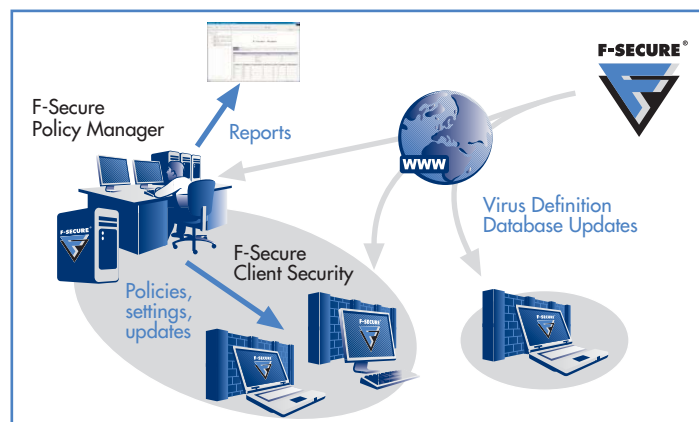 F-SECURE®
F-Secure
Policy Manager
Reports
WWW
Virus Definition
Database Updates
F-SECURE
F-Secure
Client Security
Policies,
settings,
updates
F-SECURE
F-SECURE
F-SECURE